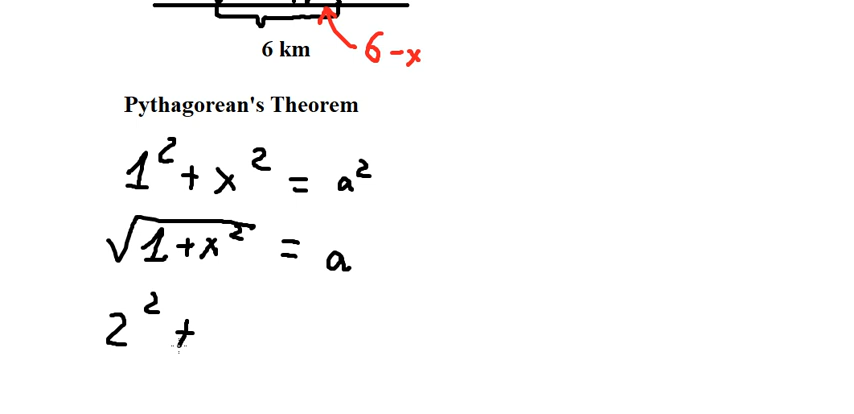 6 km
6-x
Pythagorean's Theorem
1² + x² = a²
√1+x² = a
2² +